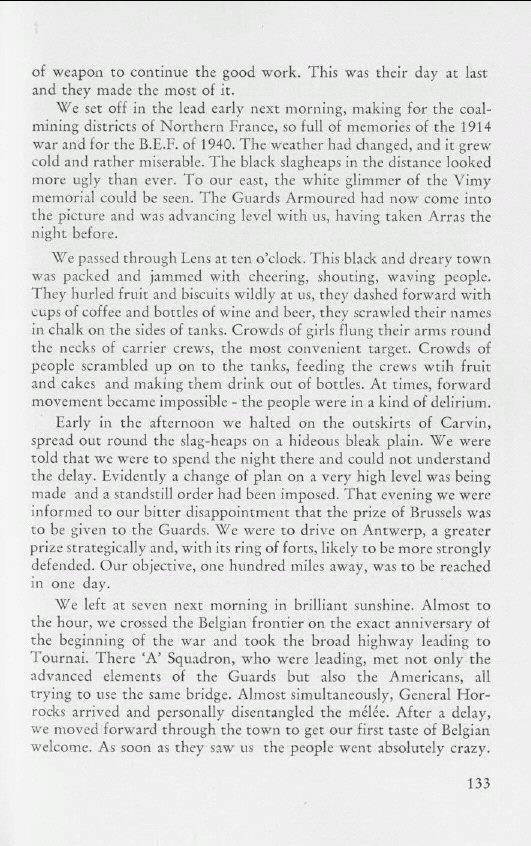 of weapon to continue the good work. This was their day at last
and they made the most of it.
We set off in the lead early next morning, making for the coal-
mining districts of Northern France, so full of memories of the 1914
war and for the B.E.F. of 1940. The weather had changed, and it grew
cold and rather miserable. The black slagheaps in the distance looked
more ugly than ever. To our east, the white glimmer of the Vimy
memorial could be seen. The Guards Armoured had now come into
the picture and was advancing level with us, having taken Arras the
night before.
We passed through Lens at ten o'clock. This black and dreary town
was packed and jammed with cheering, shouting, waving people.
They hurled fruit and biscuits wildly at us, they dashed forward with
cups of coffee and bottles of wine and beer, they scrawled their names
in chalk on the sides of tanks. Crowds of girls flung their arms round
the necks of carrier crews, the most convenient target. Crowds of
people scrambled up on to the tanks, feeding the crews wtih fruit
and cakes and making them drink out of bottles. At times, forward
movement became impossible - the people were in a kind of delirium.
Early in the afternoon we halted on the outskirts of Carvin,
spread out round the slag-heaps on a hideous bleak plain. We were
told that we were to spend the night there and could not understand
the delay. Evidently a change of plan on a very high level was being
made and a standstill order had been imposed. That evening we were
informed to our bitter disappointment that the prize of Brussels was
to be given to the Guards. We were to drive on Antwerp, a greater
prize strategically and, with its ring of forts, likely to be more strongly
defended. Our objective, one hundred miles away, was to be reached
in one day.
We left at seven next morning in brilliant sunshine. Almost to
the hour, we crossed the Belgian frontier on the exact anniversary of
the beginning of the war and took the broad highway leading to
Tournai. There 'A' Squadron, who were leading, met not only the
advanced elements of the Guards but also the Americans, all
trying to use the same bridge. Almost simultaneously, General Hor-
rocks arrived and personally disentangled the mélée. After a delay,
we moved forward through the town to get our first taste of Belgian
welcome. As soon as they saw us the people went absolutely crazy.
133